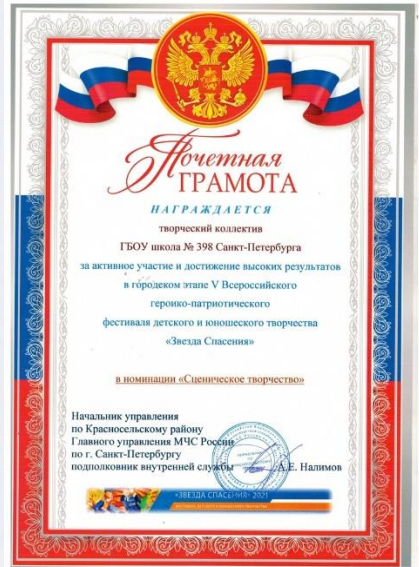 Почетная
ГРАМОТА
НАГРАЖДАЕТСЯ
творческий коллектив
ГБОУ школа № 398 Санкт-Петербурга
за активное участие и достижение высоких результатов
в городском этапе V Всероссийского
героико-патриотического
фестиваля детского и юношеского творчества
«Звезда Спасения»
в номинации «Сценическое творчество»
Начальник управления
по Красносельскому району
Главного управления МЧС России
по г. Санкт-Петербургу
подполковник внутренней службы А.Е. Налимов
«ЗВЕЗДА СПАСЕНИЯ» 2021